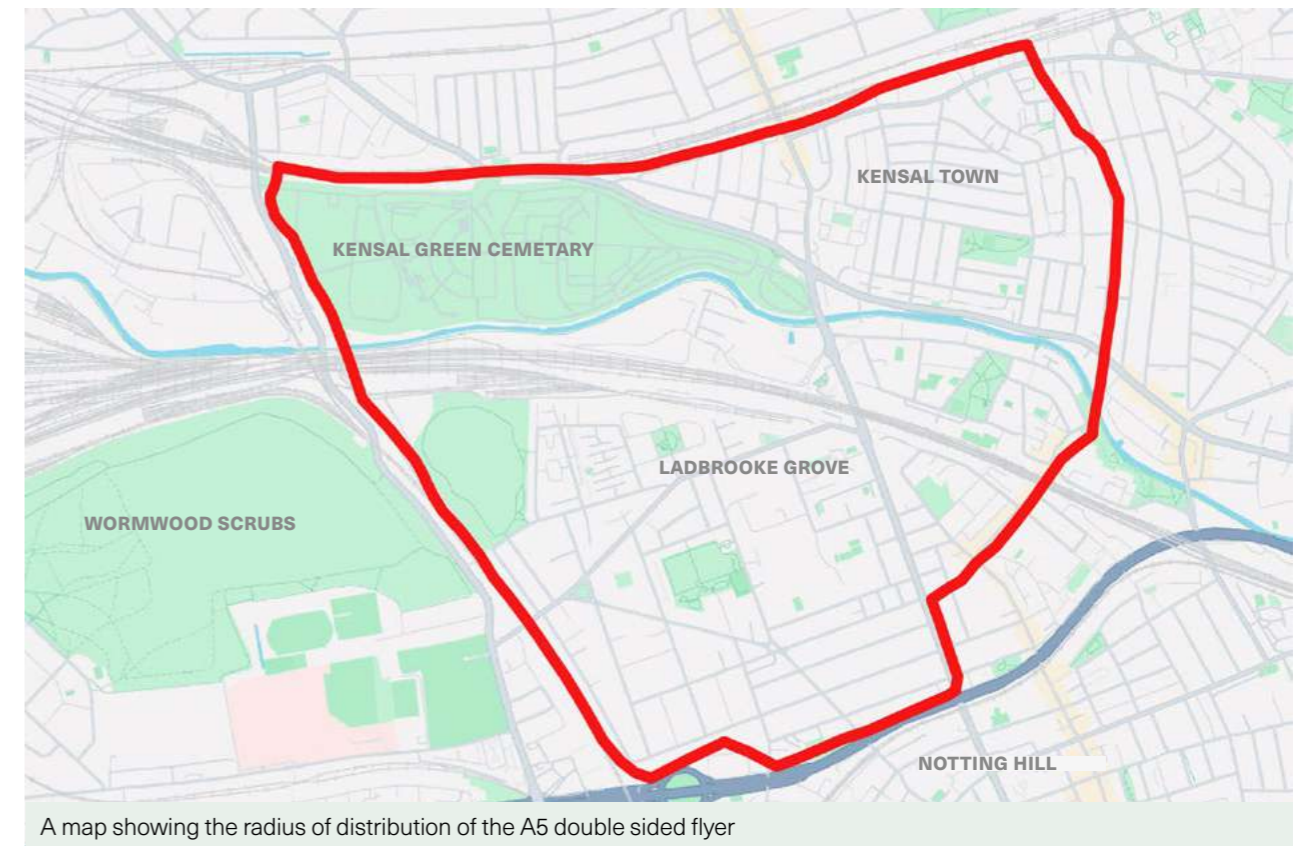 KENSAL TOWN
KENSAL GREEN CEMETARY
LADBROOKE GROVE
WORMWOOD SCRUBS
NOTTING HILL
A map showing the radius of distribution of the A5 double sided flyer